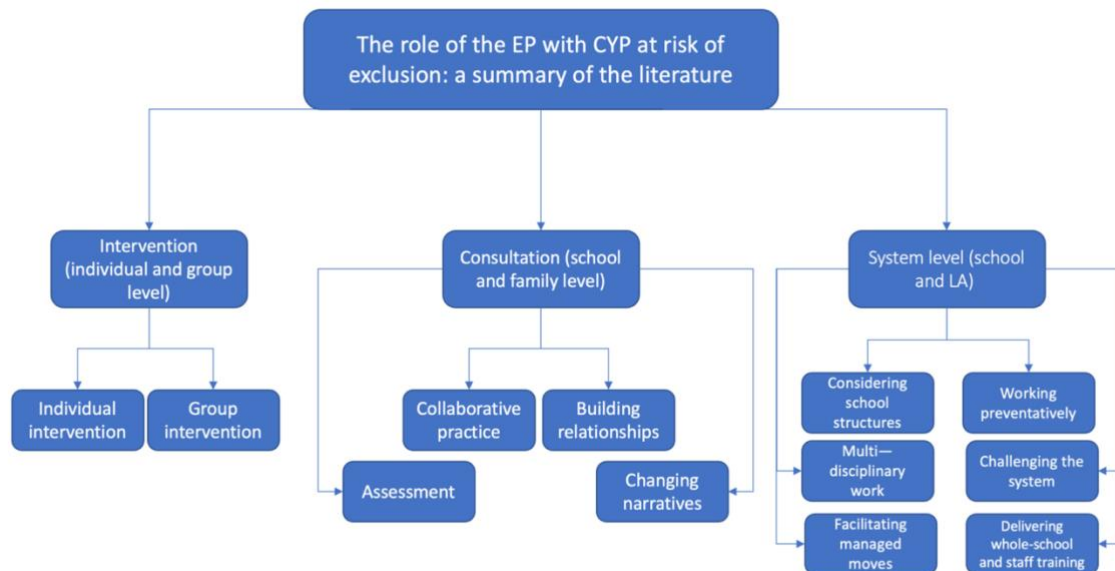 The role of the EP with CYP at risk of
exclusion: a summary of the literature
Intervention
(individual and group
level)
Consultation (school
and family level)
System level (school
and LA)
Individual
intervention
Group
intervention
Collaborative
practice
Building
relationships
Assessment
Changing
narratives
Considering
school
structures
Working
preventatively
Multi—
disciplinary
work
Challenging the
system
Facilitating
managed
moves
Delivering
whole-school
and staff training